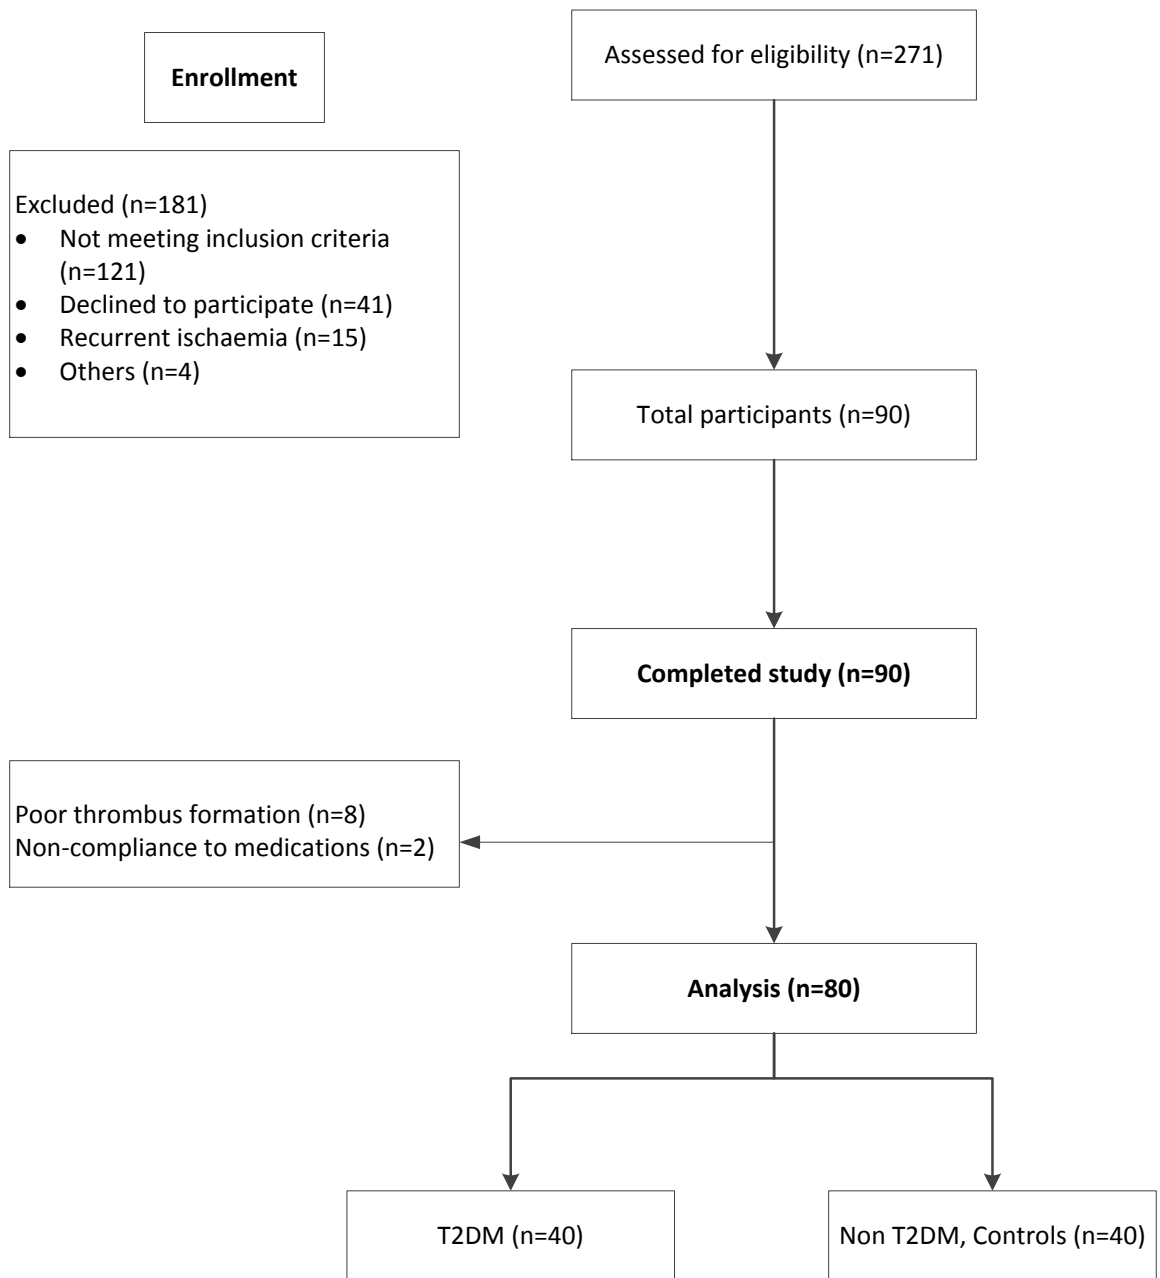 Enrollment
Assessed for eligibility (n=271)
Excluded (n=181)
• Not meeting inclusion criteria
(n=121)
• Declined to participate (n=41)
• Recurrent ischaemia (n=15)
• Others (n=4)
Total participants (n=90)
Completed study (n=90)
Poor thrombus formation (n=8)
Non-compliance to medications (n=2)
Analysis (n=80)
T2DM (n=40)
Non T2DM, Controls (n=40)